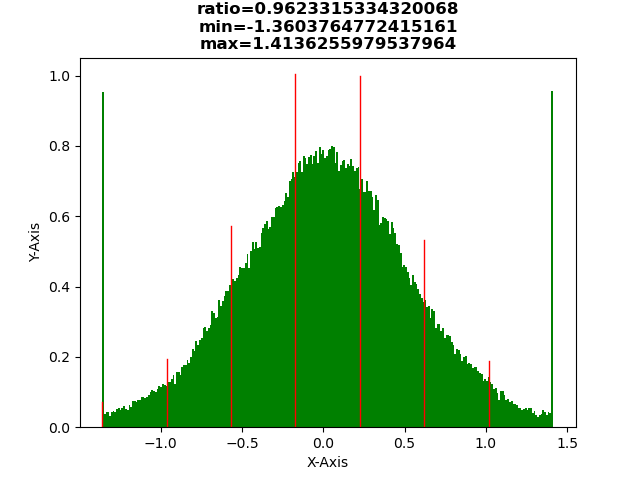 ratio=0.9623315334320068
min=-1.3603764772415161
max=1.4136255979537964
1.0
0.8
0.6
0.4
0.2
0.0
Y-Axis
−1.0 −0.5 0.0 0.5 1.0 1.5
X-Axis